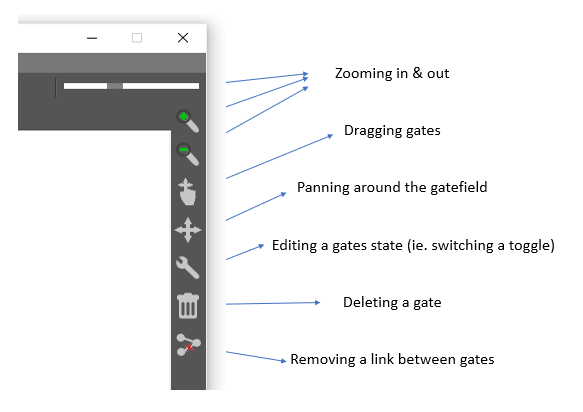 Zooming in & out
Dragging gates
Panning around the gatefield
Editing a gates state (ie. switching a toggle)
Deleting a gate
Removing a link between gates